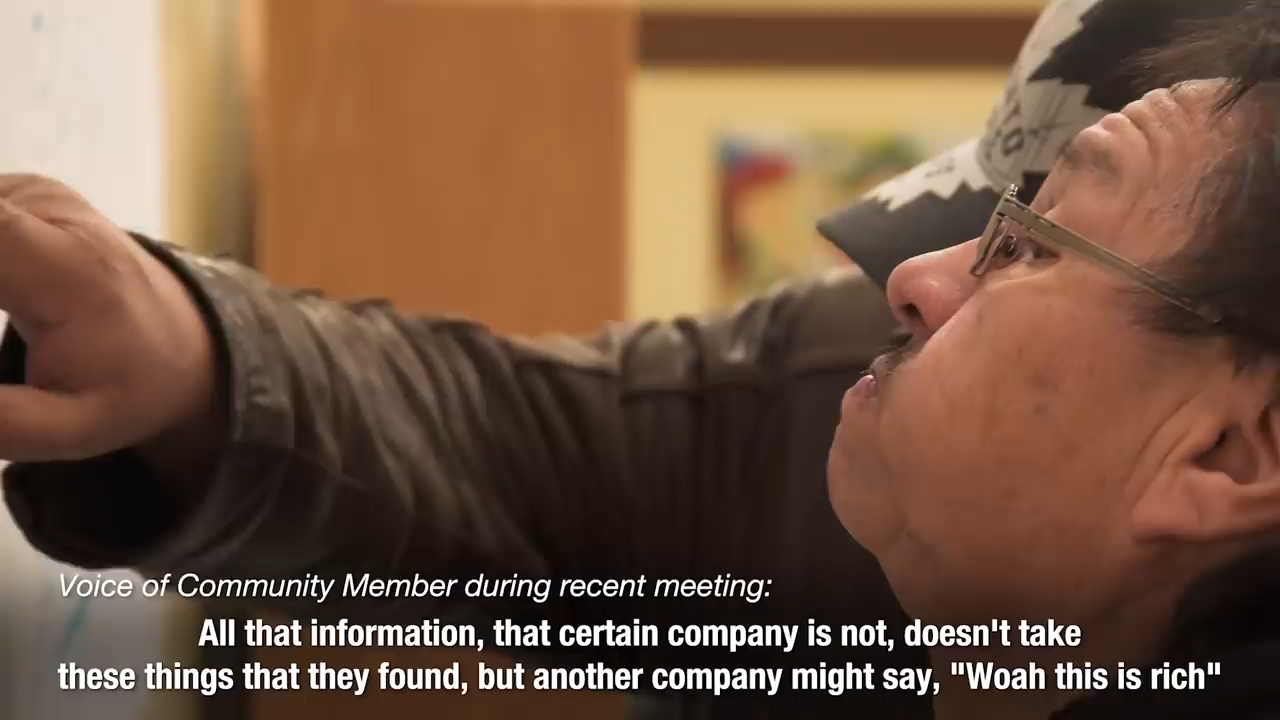 Voice of Community Member during recent meeting:
All that information, that certain company is not, doesn't take
these things that they found, but another company might say, "Woah this is rich"